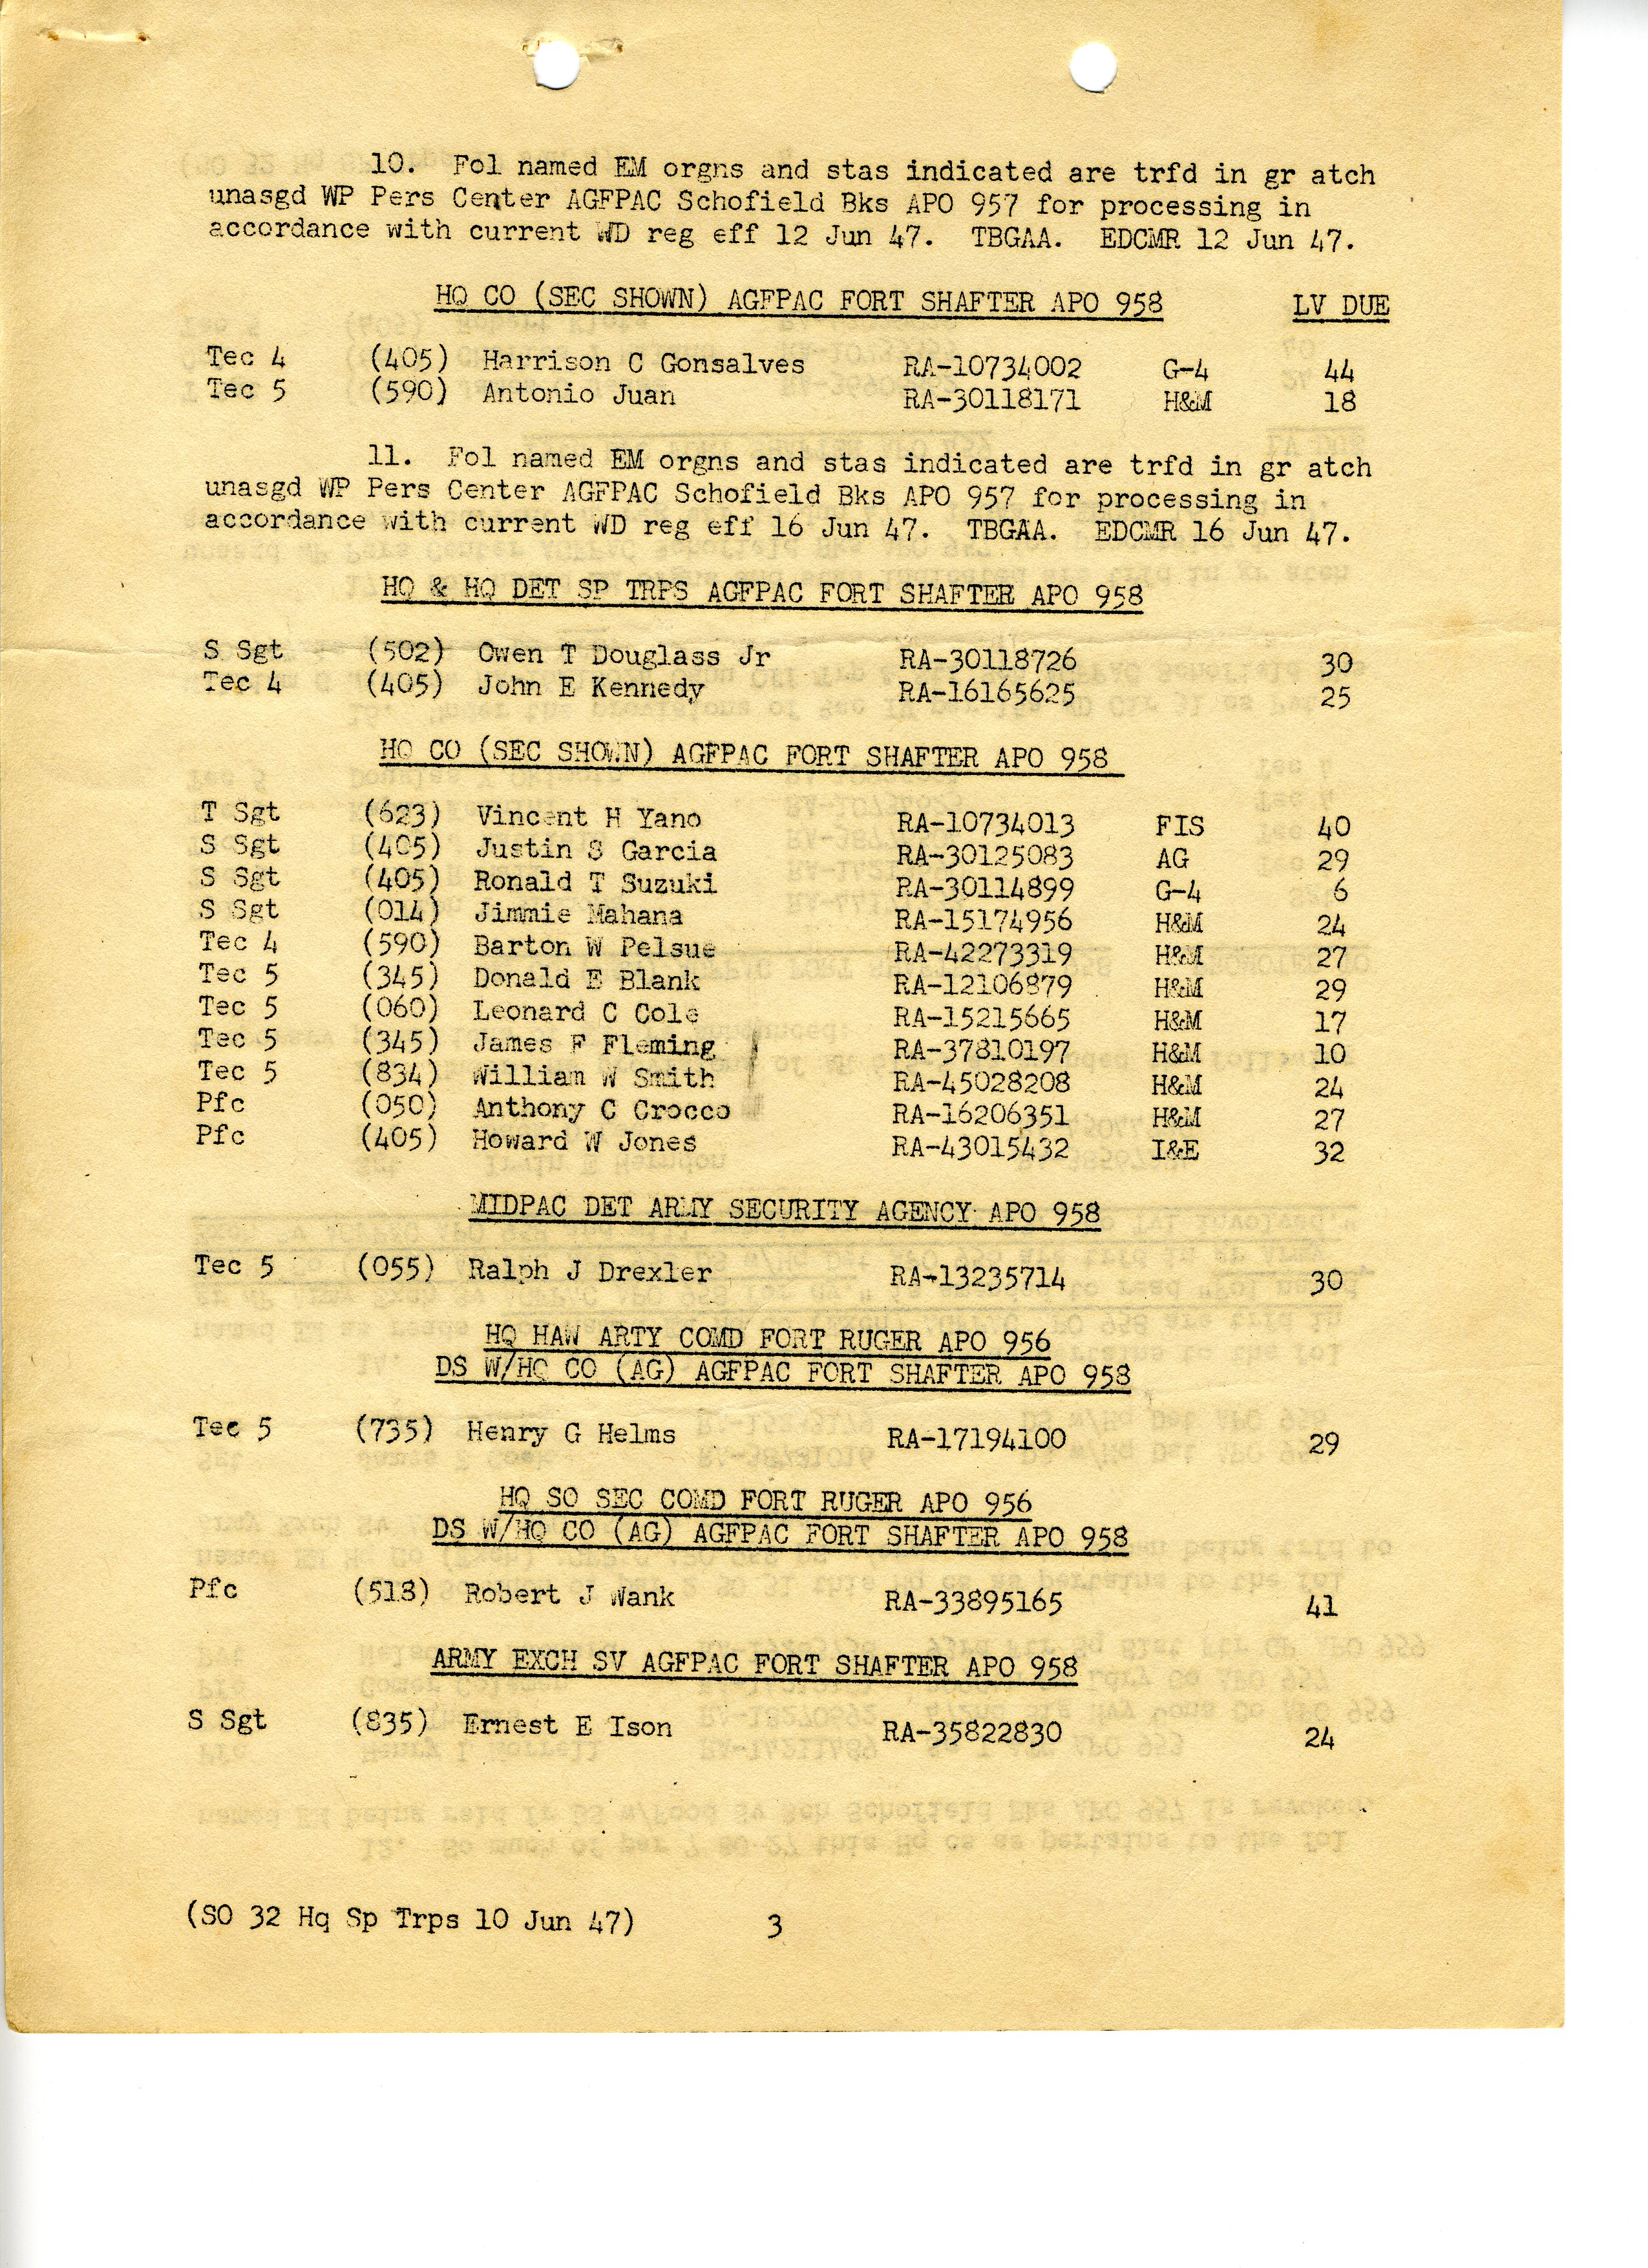 10. Fol named EM orgns and stas indicated are trfd in gr atch
unasgd WP Pers Center AGFPAC Schofield Bks APO 957 for processing in
accordance with current WD reg eff 12 Jun 47. TBGAA. EDCMR 12 Jun 47.
HQ CO (SEC SHOWN) AGFPAC FORT SHAFTER APO 958 LV DUE
Tec 4 (405) Harrison C Gonsalves RA-10734002 G-4 44
Tec 5 (590) Antonio Juan RA-30118171 H&M 18
11. Fol named EM orgns and stas indicated are trfd in gr atch
unasgd WP Pers Center AGFPAC Schofield Bks APO 957 for processing in
accordance with current WD reg eff 16 Jun 47. TBGAA. EDCMR 16 Jun 47.
HQ & HQ DET SP TRPS AGFPAC FORT SHAFTER APO 958
S Sgt (502) Owen T Douglass Jr RA-30118726 30
Tec 4 (405) John E Kennedy RA-16165625 25
HQ CO (SEC SHOWN) AGFPAC FORT SHAFTER APO 958
T Sgt (623) Vincent H Yano RA-10734013 FIS 40
S Sgt (405) Justin S Garcia RA-30125083 AG 29
S Sgt (405) Ronald T Suzuki RA-30114899 G-4 6
S Sgt (014) Jimmie Mahana RA-15174956 H&M 24
Tec 4 (590) Barton W Pelsue RA-42273319 H&M 27
Tec 5 (345) Donald E Blank RA-12106879 H&M 29
Tec 5 (060) Leonard C Cole RA-15215665 H&M 17
Tec 5 (345) James F Fleming RA-37810197 H&M 10
Tec 5 (834) William W Smith RA-45028208 H&M 24
Pfc (050) Anthony C Crocco RA-16206351 H&M 27
Pfc (405) Howard W Jones RA-43015432 I&E 32
MIDPAC DET ARMY SECURITY AGENCY APO 958
Tec 5 (055) Ralph J Drexler RA-13235714 30
HQ HAW ARTY COMD FORT RUGER APO 956
DS W/HQ CO (AG) AGFPAC FORT SHAFTER APO 958
Tec 5 (735) Henry G Helms RA-17194100 29
HQ SO SEC COMD FORT RUGER APO 956
DS W/HQ CO (AG) AGFPAC FORT SHAFTER APO 958
Pfc (518) Robert J Wank RA-33895165 41
ARMY EXCH SV AGFPAC FORT SHAFTER APO 958
S Sgt (835) Ernest E Ison RA-35822830 24
(SO 32 Hq Sp Trps 10 Jun 47) 3